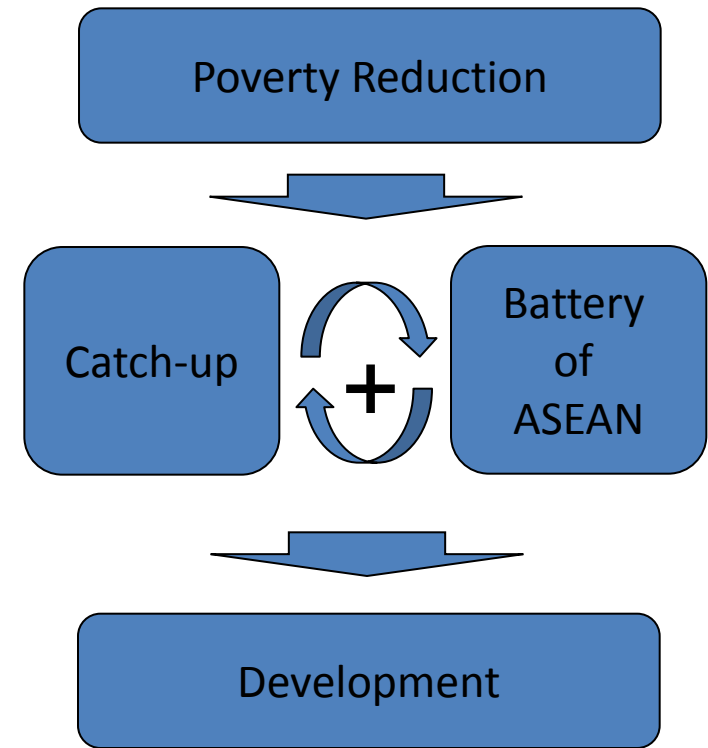 Poverty Reduction
Catch-up
+
Battery
of
ASEAN
Development